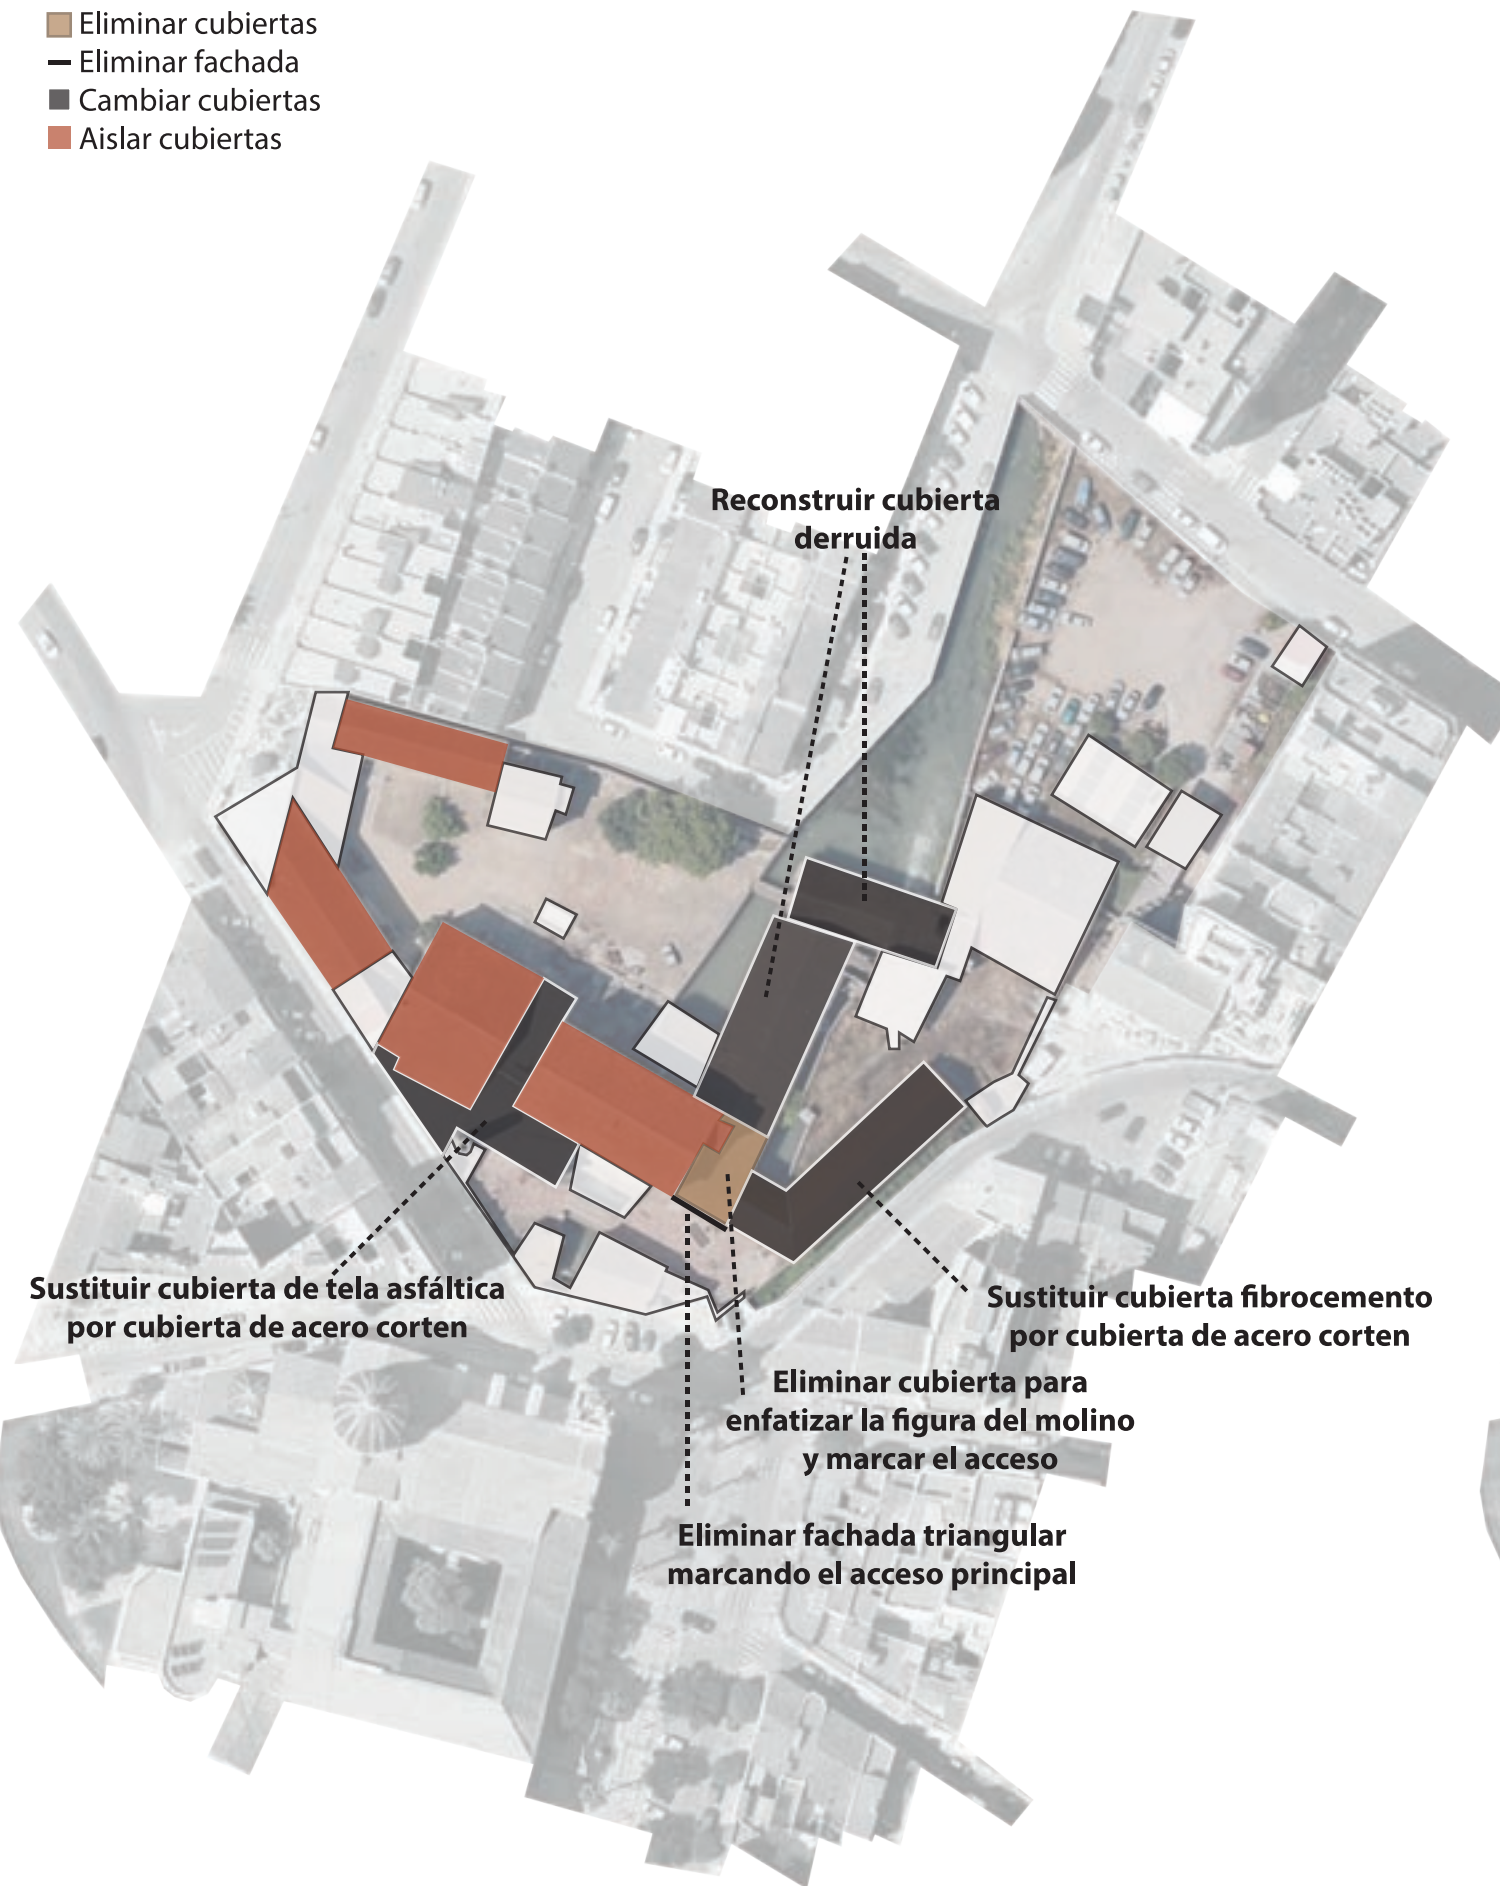 Eliminar cubiertas
Eliminar fachada
Cambiar cubiertas
Aislar cubiertas
Reconstruir cubierta
derruida
Sustituir cubierta de tela asfáltica
por cubierta de acero corten
Sustituir cubierta fibrocemento
por cubierta de acero corten
Eliminar cubierta para
enfatizar la figura del molino
y marcar el acceso
Eliminar fachada triangular
marcando el acceso principal